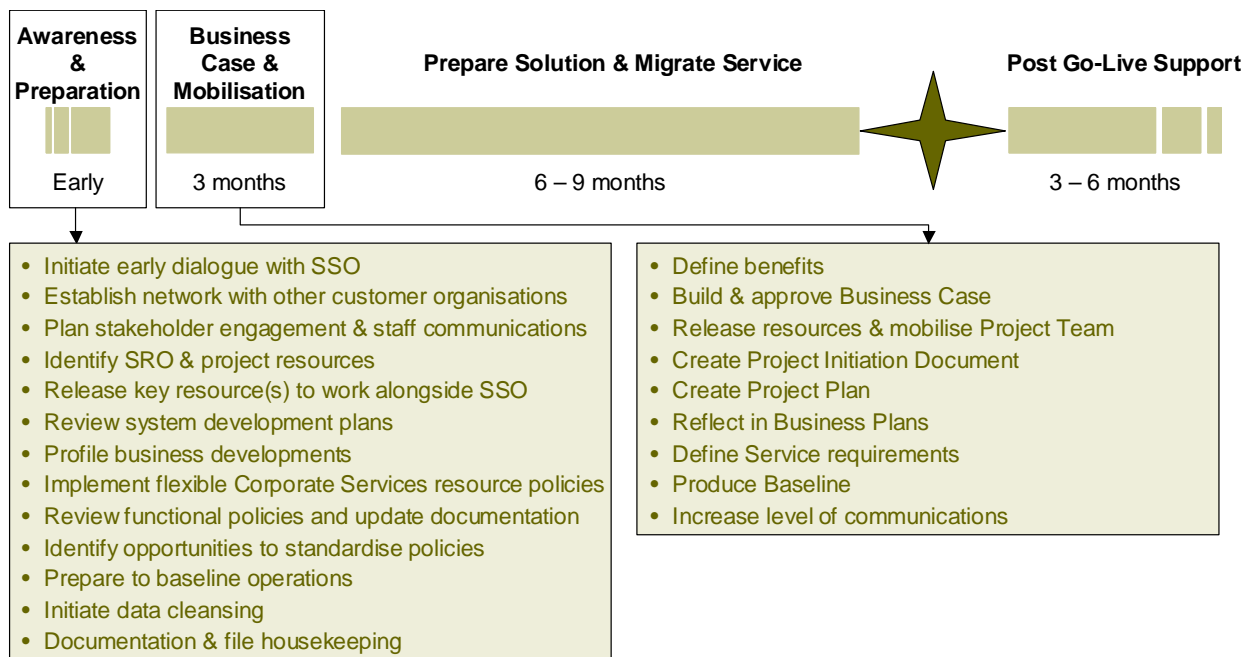 Awareness
&
Preparation
Early
Business
Case &
Mobilisation
3 months
Prepare Solution & Migrate Service
6 – 9 months
Post Go-Live Support
3 – 6 months
• Initiate early dialogue with SSO
• Establish network with other customer organisations
• Plan stakeholder engagement & staff communications
• Identify SRO & project resources
• Release key resource(s) to work alongside SSO
• Review system development plans
• Profile business developments
• Implement flexible Corporate Services resource policies
• Review functional policies and update documentation
• Identify opportunities to standardise policies
• Prepare to baseline operations
• Initiate data cleansing
• Documentation & file housekeeping
• Define benefits
• Build & approve Business Case
• Release resources & mobilise Project Team
• Create Project Initiation Document
• Create Project Plan
• Reflect in Business Plans
• Define Service requirements
• Produce Baseline
• Increase level of communications